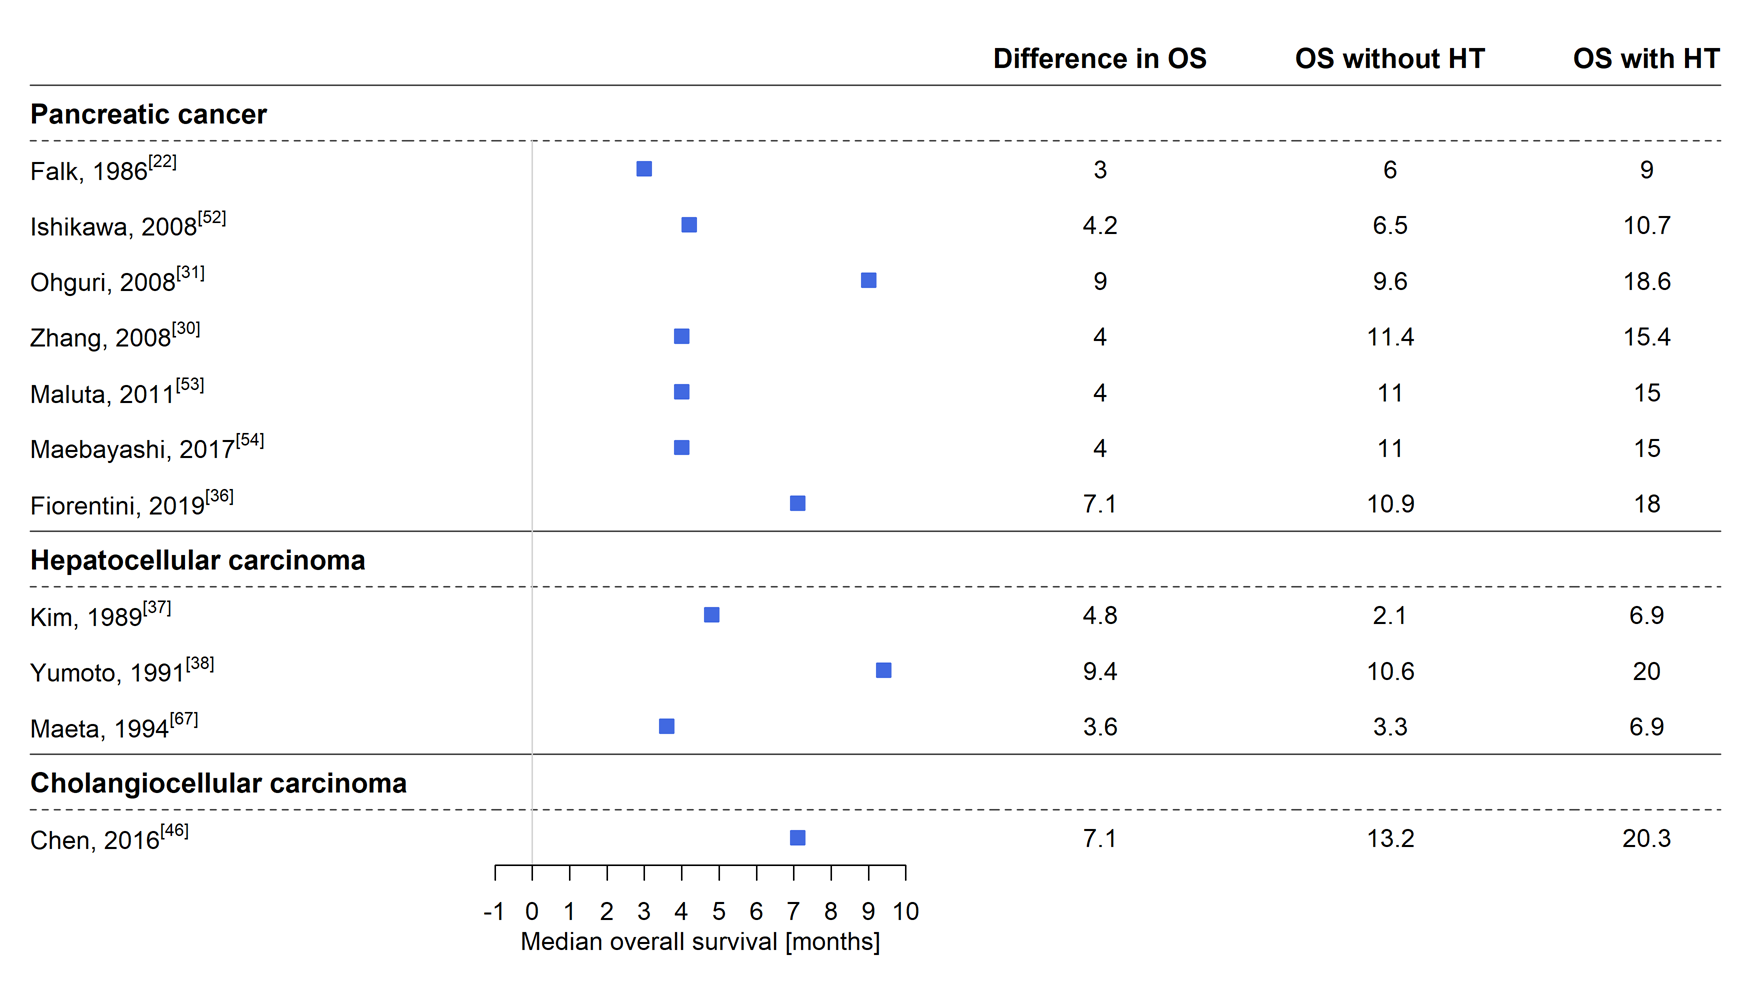 Difference in OS OS without HT OS with HT
Pancreatic cancer
Falk, 1986[22] 3 6 9
Ishikawa, 2008[52] 4.2 6.5 10.7
Ohguri, 2008[31] 9 9.6 18.6
Zhang, 2008[30] 4 11.4 15.4
Maluta, 2011[53] 4 11 15
Maebayashi, 2017[54] 4 11 15
Fiorentini, 2019[36] 7.1 10.9 18
Hepatocellular carcinoma
Kim, 1989[37] 4.8 2.1 6.9
Yumoto, 1991[38] 9.4 10.6 20
Maeta, 1994[67] 3.6 3.3 6.9
Cholangiocellular carcinoma
Chen, 2016[46] 7.1 13.2 20.3
-1 0 1 2 3 4 5 6 7 8 9 10
Median overall survival [months]